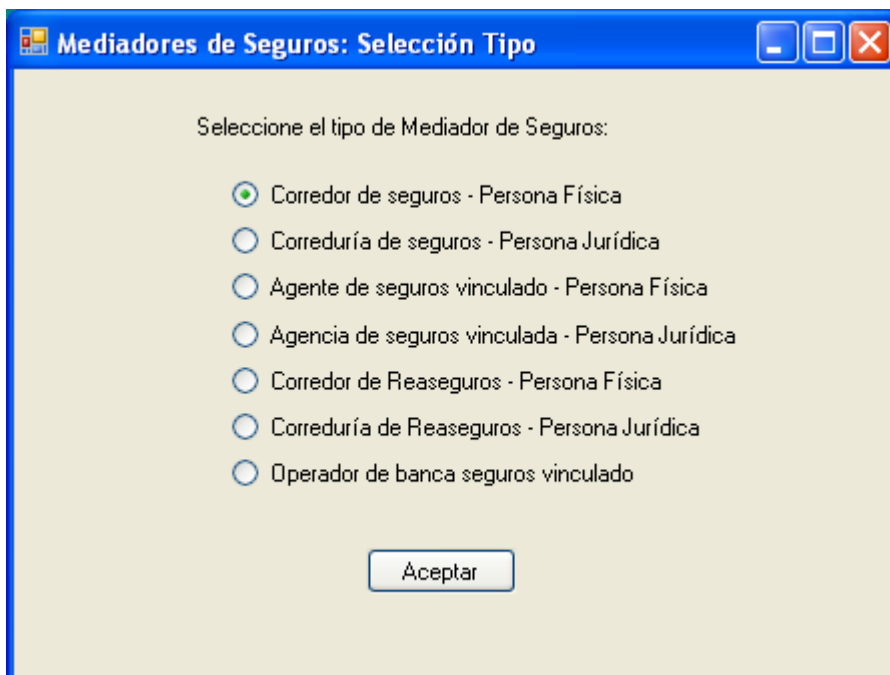 Mediadores de Seguros: Selección Tipo
Seleccione el tipo de Mediador de Seguros:
Corredor de seguros - Persona Física
Correduría de seguros - Persona Jurídica
Agente de seguros vinculado - Persona Física
Agencia de seguros vinculada - Persona Jurídica
Corredor de Reaseguros - Persona Física
Correduría de Reaseguros - Persona Jurídica
Operador de banca seguros vinculado
Aceptar